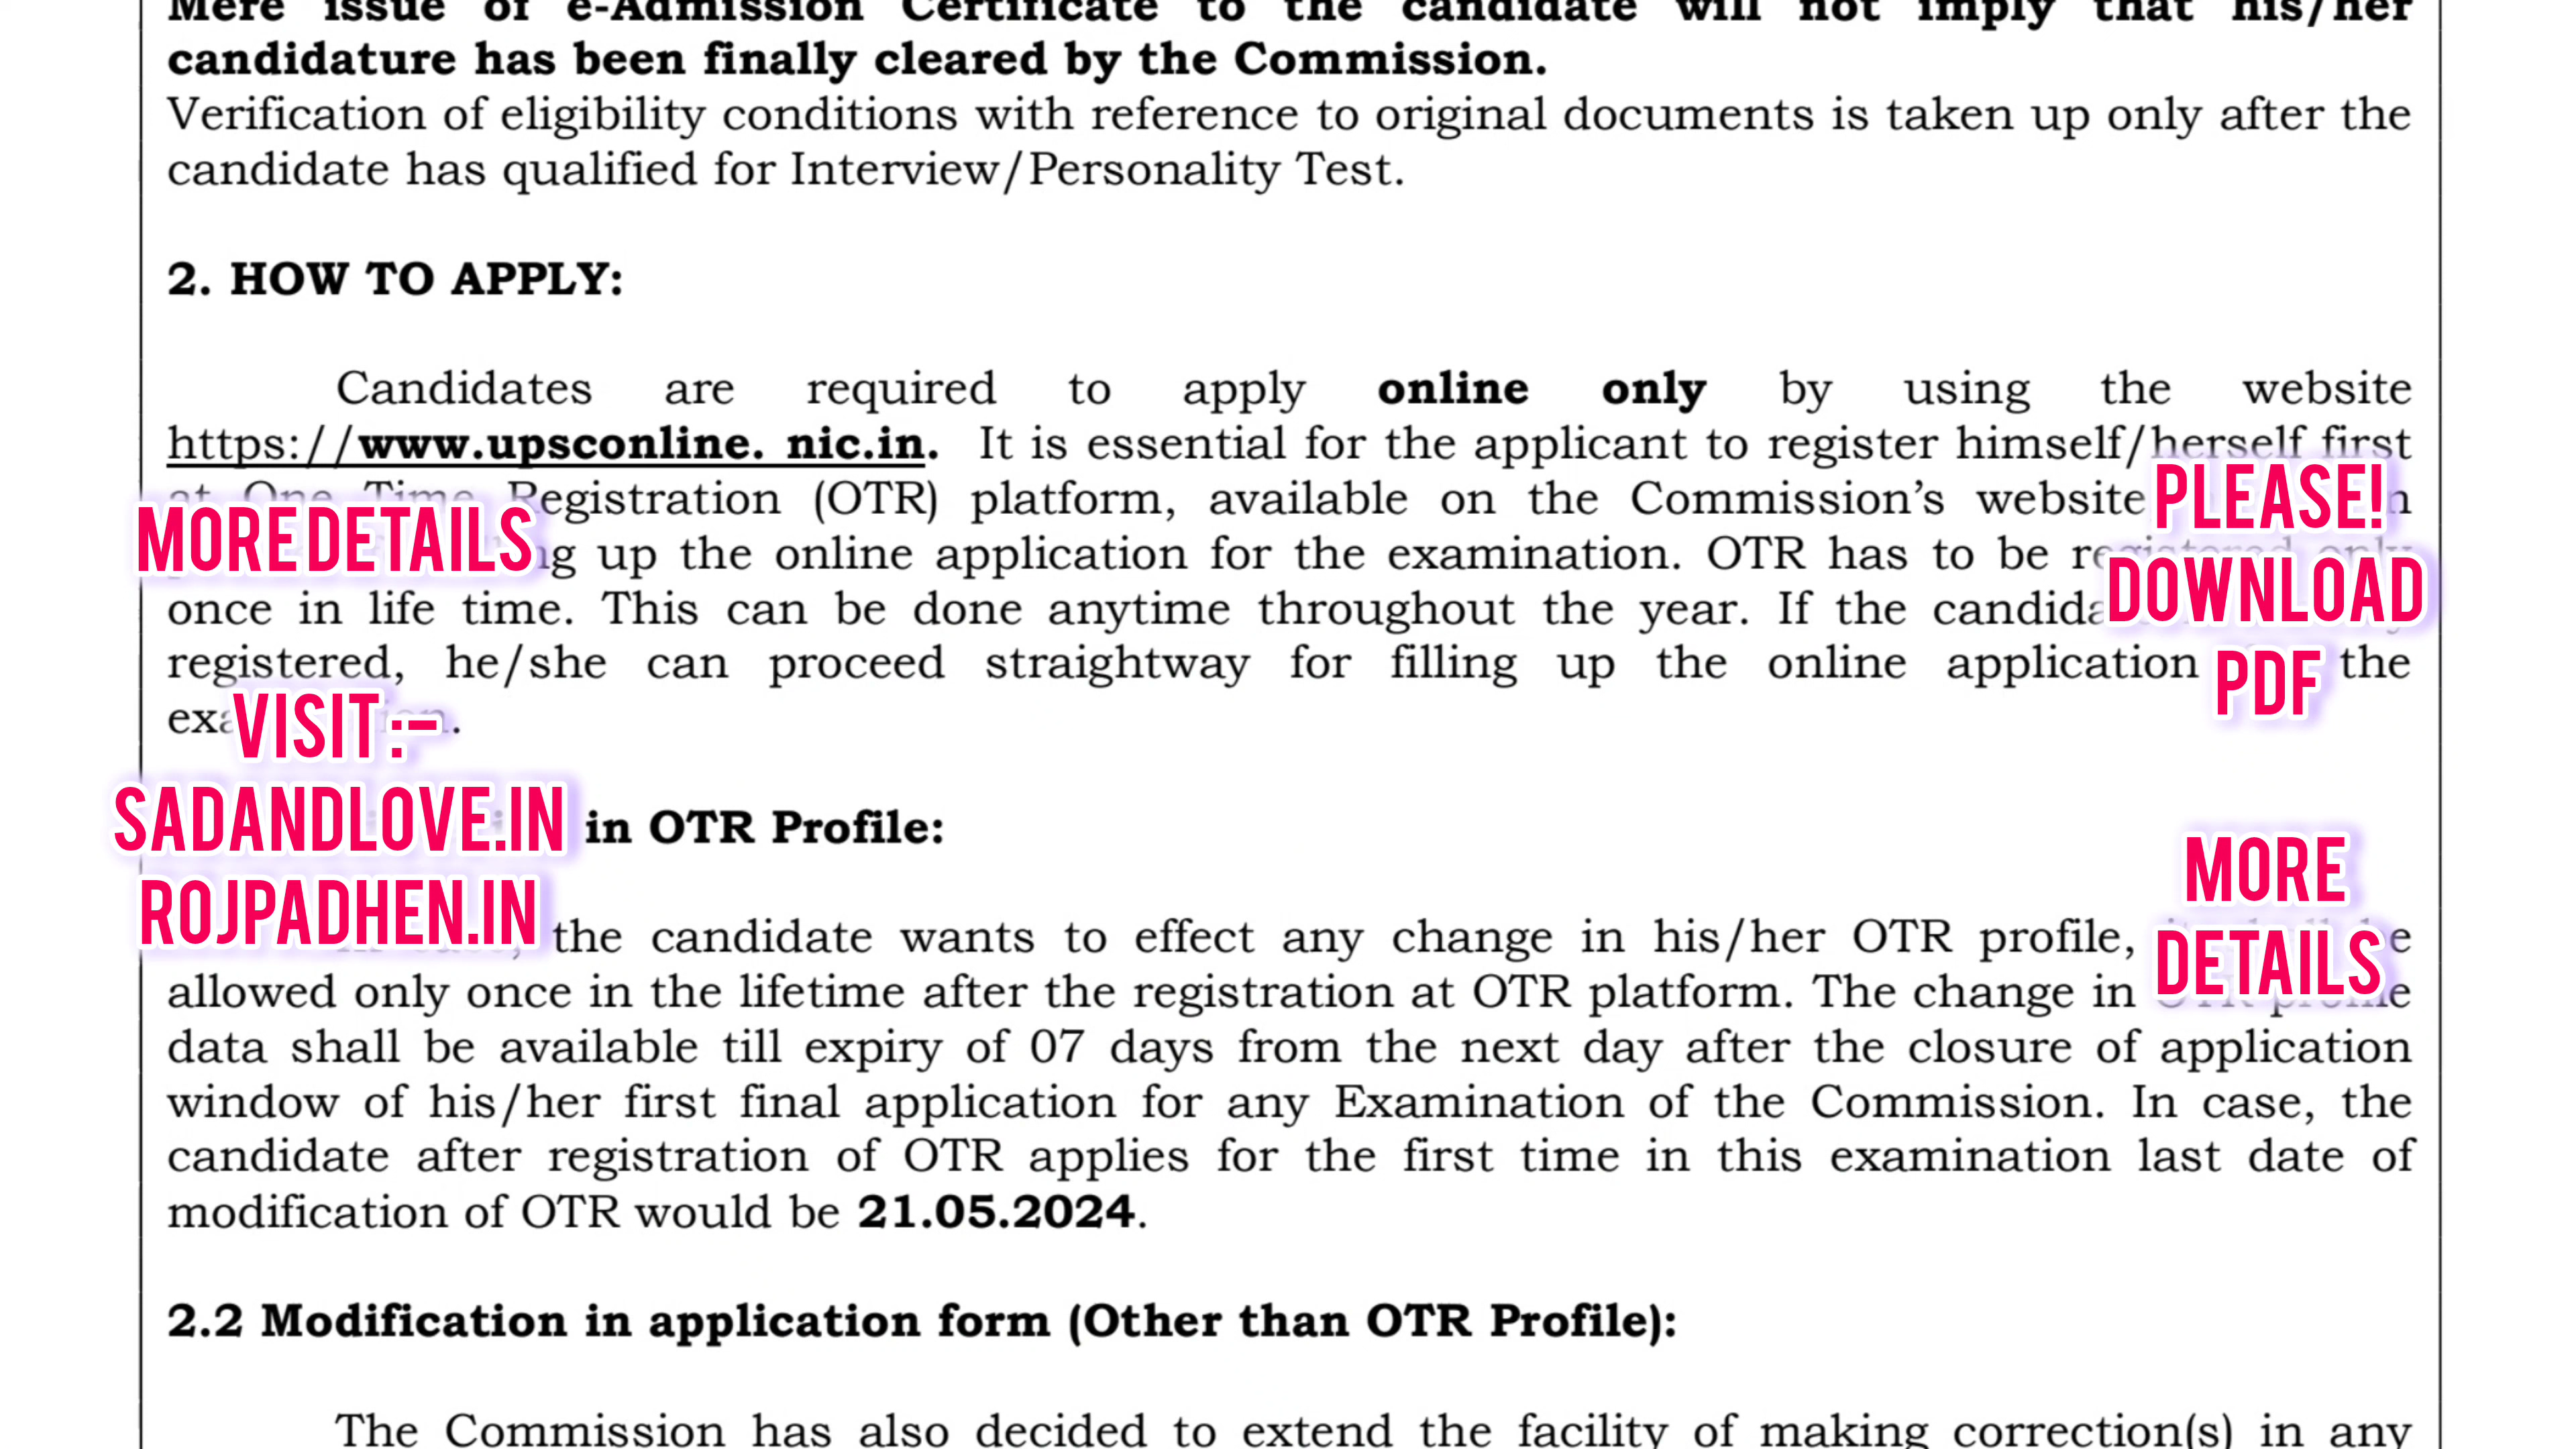 Mere issue of e-Admission Certificate to the candidate will not imply that his/her
candidature has been finally cleared by the Commission.
Verification of eligibility conditions with reference to original documents is taken up only after the
candidate has qualified for Interview/Personality Test.
2. HOW TO APPLY:
Candidates are required to apply online only by using the website
https://www.upsconline. nic.in. It is essential for the applicant to register himself/herself first
at One Time Registration (OTR) platform, available on the Commission's website
up the online application for the examination. OTR has to be registered only
once in life time. This can be done anytime throughout the year. If the
registered, he/she can proceed straightway for filling up the online application the
in OTR Profile:
the candidate wants to effect any change in his/her OTR profile,
allowed only once in the lifetime after the registration at OTR platform. The change in OTR profile
data shall be available till expiry of 07 days from the next day after the closure of application
window of his/her first final application for any Examination of the Commission. In case, the
candidate after registration of OTR applies for the first time in this examination last date of
modification of OTR would be 21.05.2024.
2.2 Modification in application form (Other than OTR Profile):
The Commission has also decided to extend the facility of making correction(s) in any
MORE DETAILS
VISIT :-
SADANDLOVE.IN
ROJPADHEN.IN
PLEASE!
DOWNLOAD
PDF
MORE
DETAILS